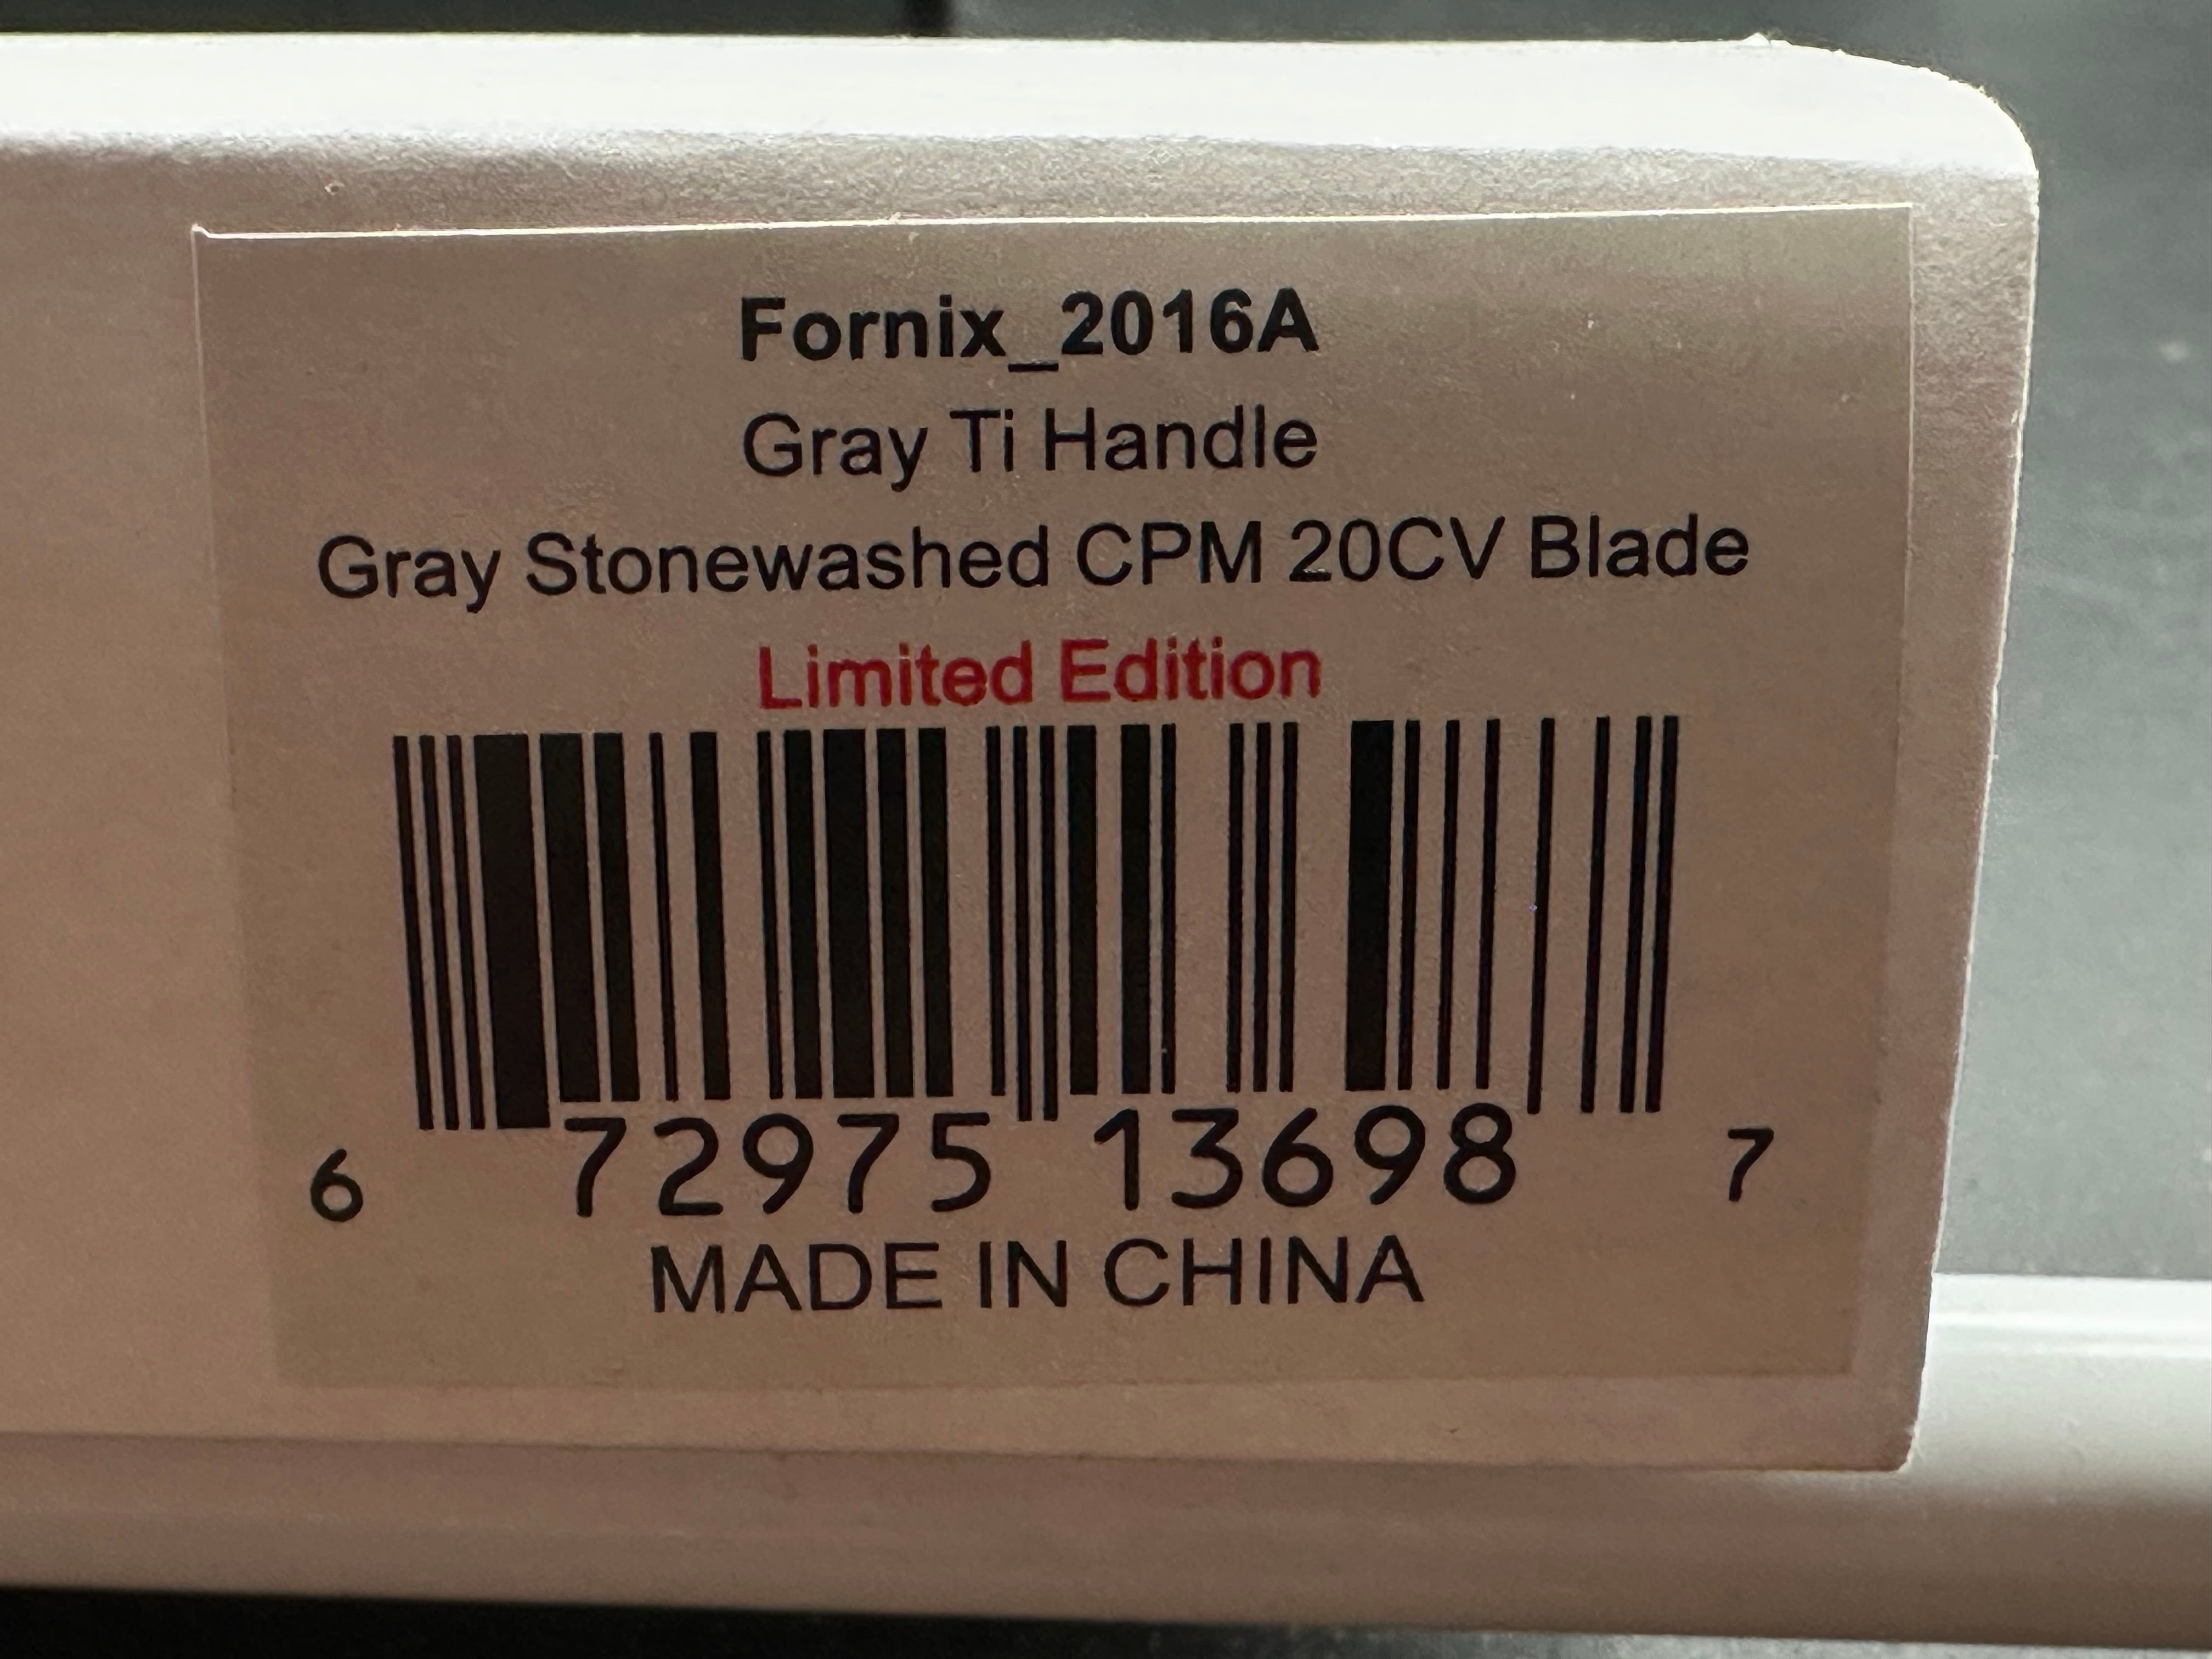 Fornix_2016A
Gray Ti Handle
Gray Stonewashed CPM 20CV Blade
Limited Edition
6 72975 13698 7
MADE IN CHINA